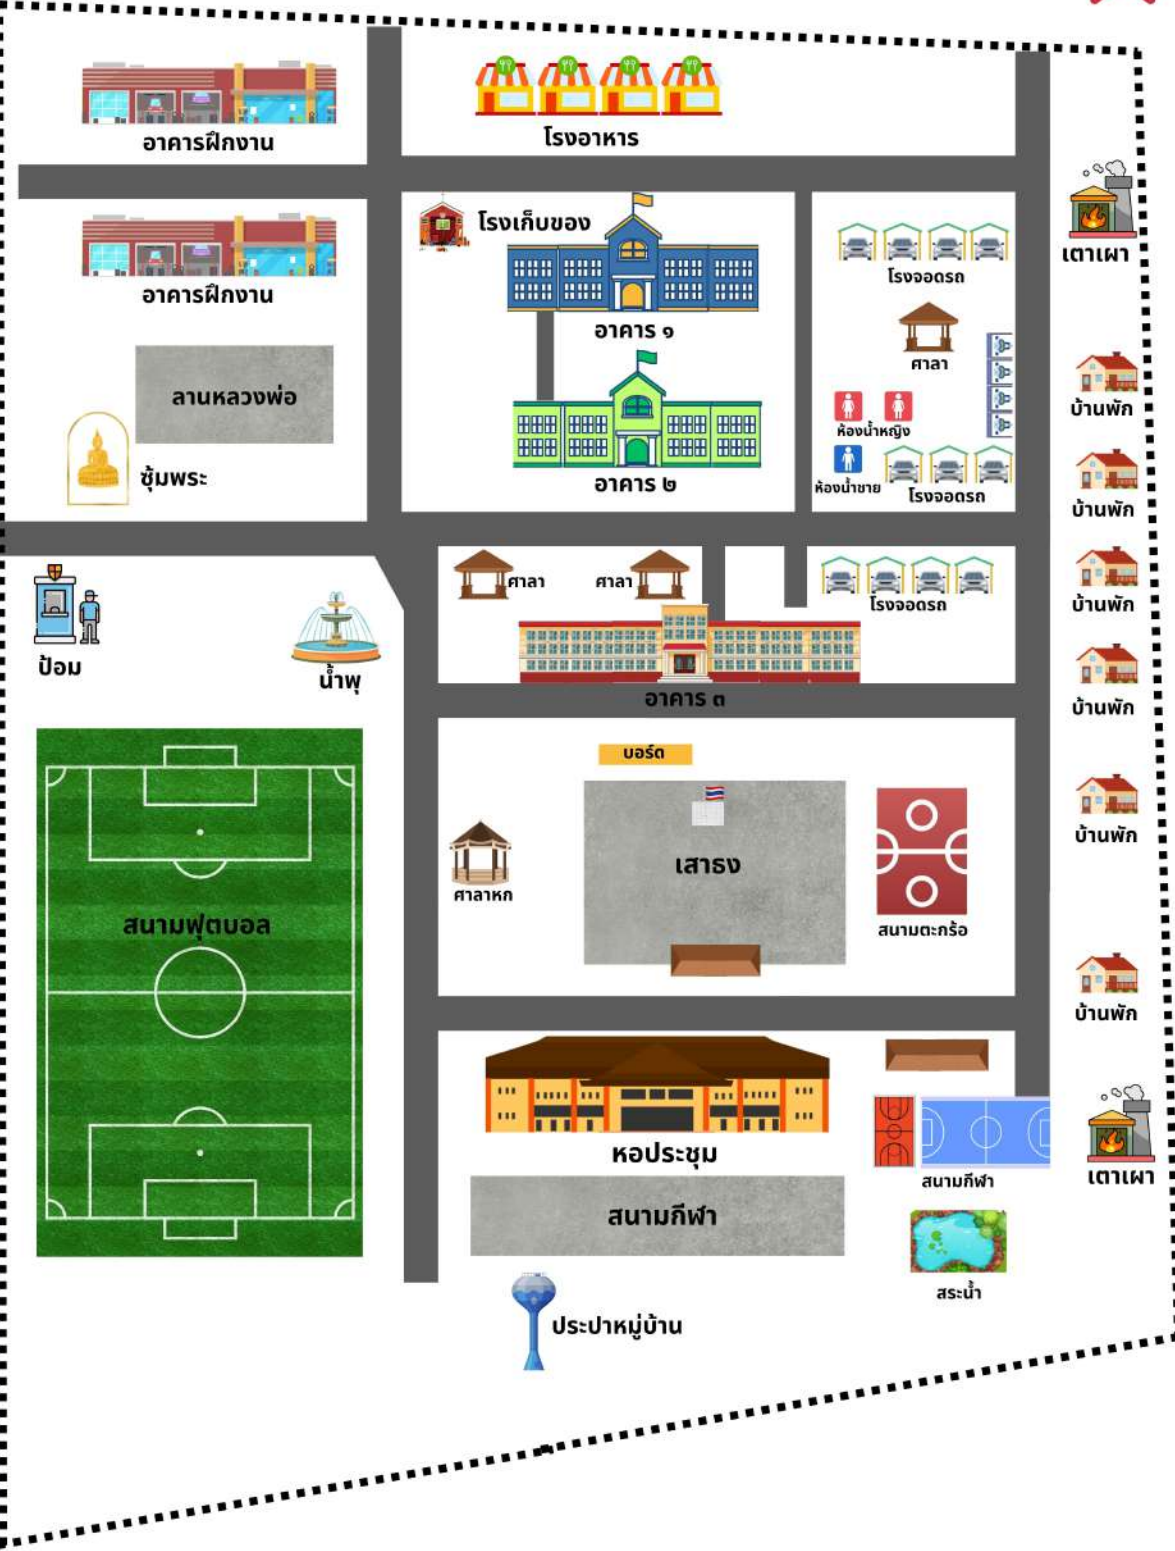 อาคารฝึกงาน
โรงอาหาร
อาคารฝึกงาน
โรงเก็บของ
อาคาร ๑
โรงจอดรถ
เตาเผา
ศาลา
ลานหลวงพ่อ
ซุ้มพระ
อาคาร ๒
ห้องน้ำหญิง
ห้องน้ำชาย
โรงจอดรถ
บ้านพัก
บ้านพัก
ป้อม
น้ำพุ
ศาลา
ศาลา
โรงจอดรถ
บ้านพัก
อาคาร ๓
บ้านพัก
บอร์ด
เสาธง
ศาลาหก
สนามตะกร้อ
บ้านพัก
สนามฟุตบอล
บ้านพัก
หอประชุม
สนามกีฬา
เตาเผา
สนามกีฬา
สระน้ำ
ประปาหมู่บ้าน